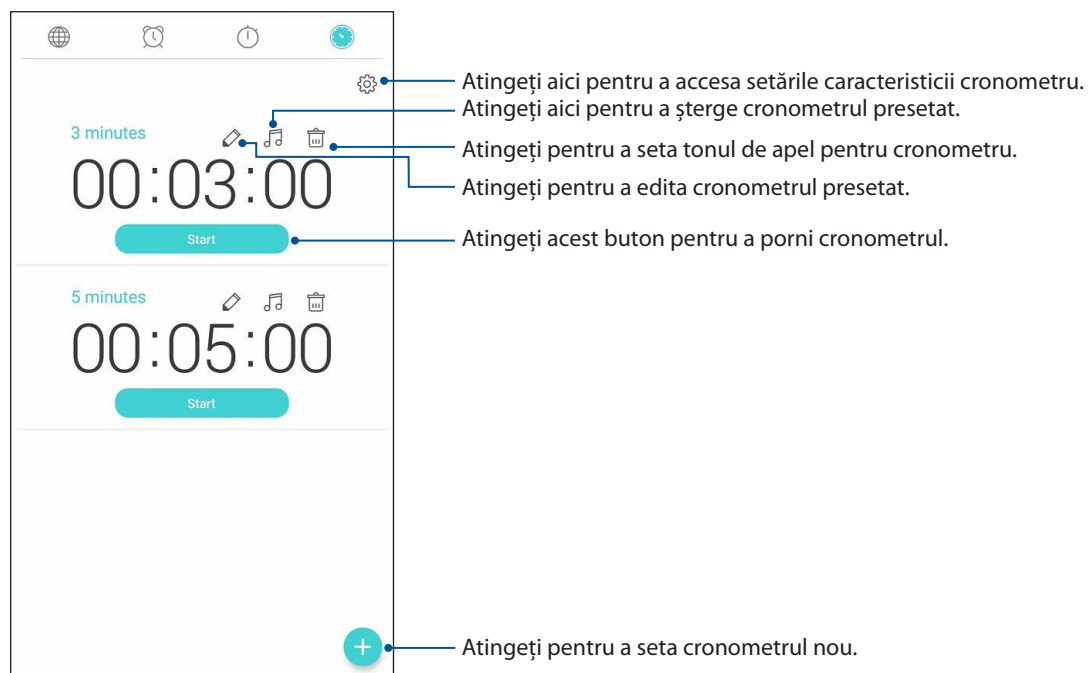 Atingeți aici pentru a accesa setările caracteristicii cronometru.
Atingeți aici pentru a șterge cronometrul presetat.
3 minutes
Atingeți pentru a seta tonul de apel pentru cronometru.
00:03:00
Atingeți pentru a edita cronometrul presetat.
Start
Atingeți acest buton pentru a porni cronometrul.
5 minutes
00:05:00
Start
Atingeți pentru a seta cronometrul nou.